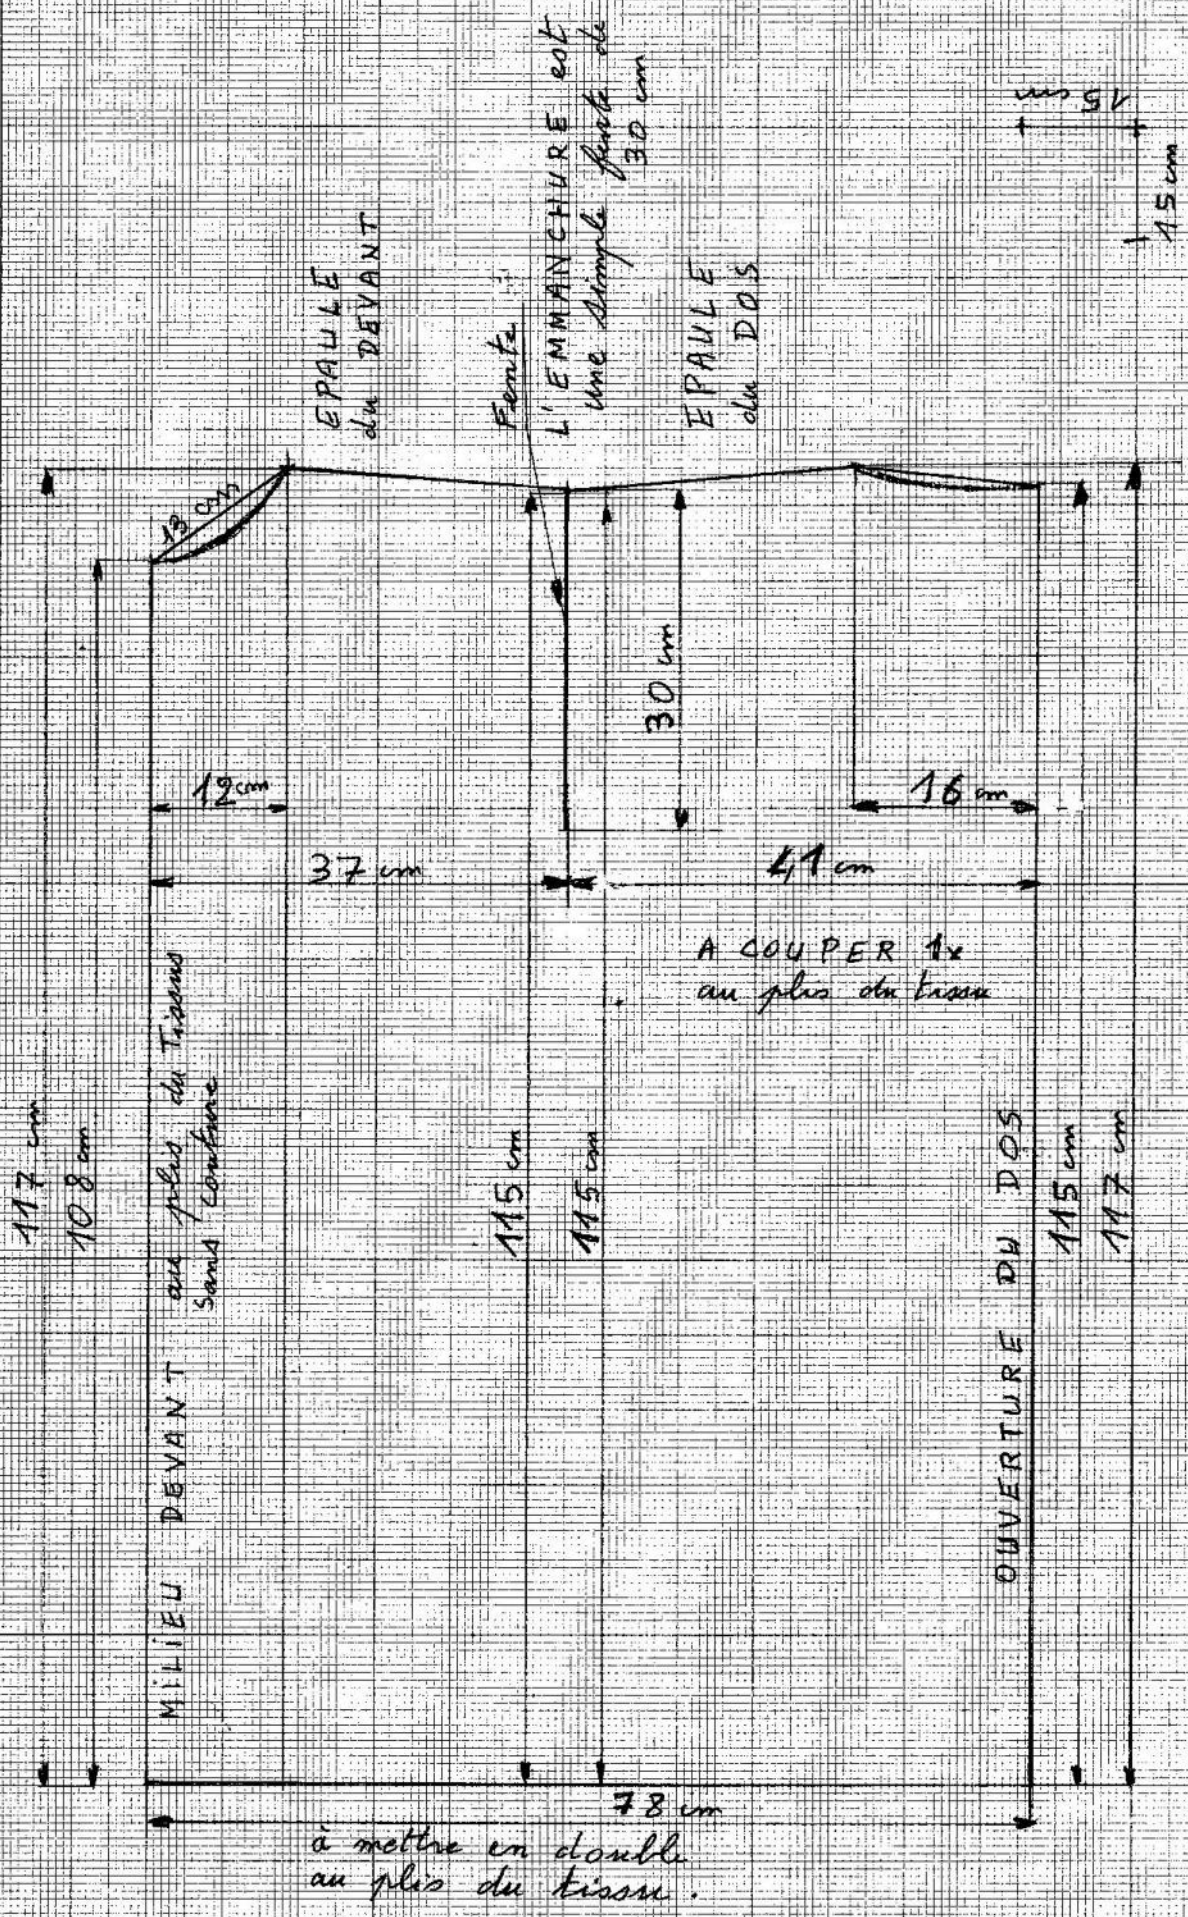 L'EMMANCHURE est
une simple fente de
30 cm
15 cm
15 cm
EPAULE
du DEVANT
Fente
EPAULE
du DOS
13 cm
30 cm
12 cm
16 cm
37 cm
41 cm
A COUPER 1x
au plis du tissu
117 cm
108 cm
MILIEU DEVANT au plis du Tissus
sans couture
115 cm
115 cm
OUVERTURE DU DOS
115 cm
117 cm
78 cm
à mettre en double
au plis du tissu.